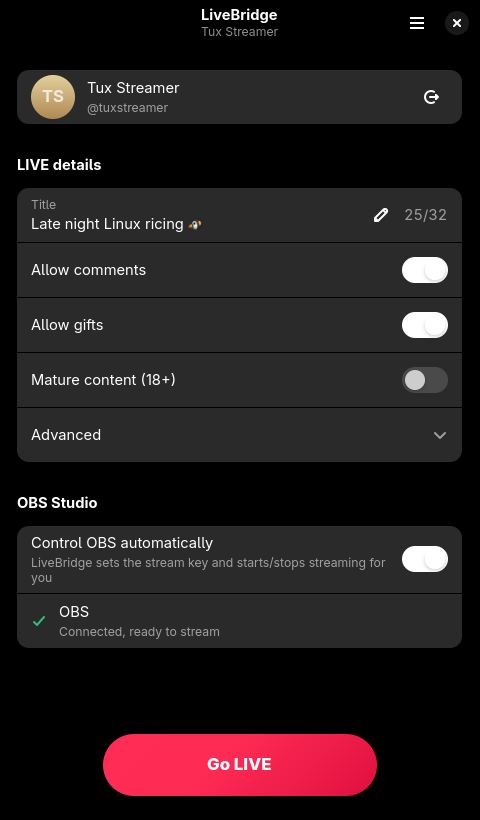 LiveBridge
Tux Streamer
TS
Tux Streamer
@tuxstreamer
LIVE details
Title
Late night Linux ricing 🐧
25/32
Allow comments
Allow gifts
Mature content (18+)
Advanced
OBS Studio
Control OBS automatically
LiveBridge sets the stream key and starts/stops streaming for
you
OBS
Connected, ready to stream
Go LIVE